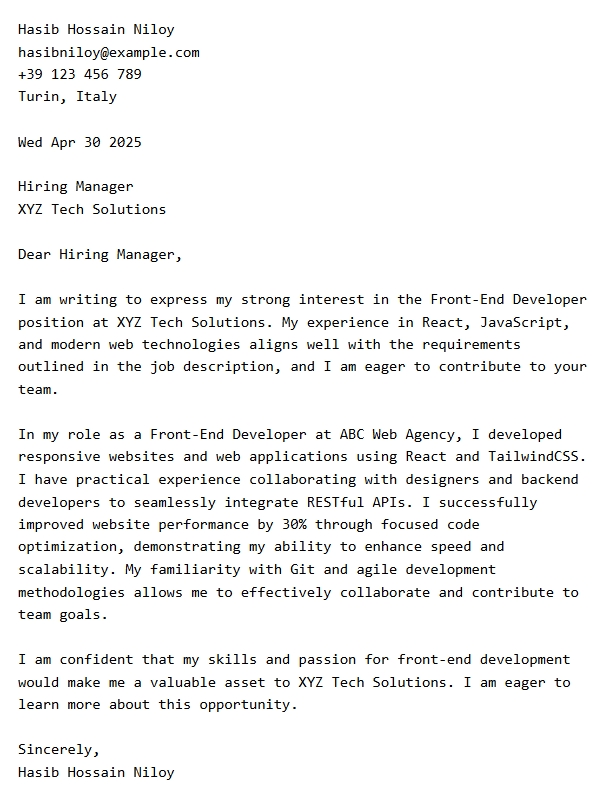 Hasib Hossain Niloy
hasibniloy@example.com
+39 123 456 789
Turin, Italy

Wed Apr 30 2025

Hiring Manager
XYZ Tech Solutions

Dear Hiring Manager,

I am writing to express my strong interest in the Front-End Developer
position at XYZ Tech Solutions. My experience in React, JavaScript,
and modern web technologies aligns well with the requirements
outlined in the job description, and I am eager to contribute to your
team.

In my role as a Front-End Developer at ABC Web Agency, I developed
responsive websites and web applications using React and TailwindCSS.
I have practical experience collaborating with designers and backend
developers to seamlessly integrate RESTful APIs. I successfully
improved website performance by 30% through focused code
optimization, demonstrating my ability to enhance speed and
scalability. My familiarity with Git and agile development
methodologies allows me to effectively collaborate and contribute to
team goals.

I am confident that my skills and passion for front-end development
would make me a valuable asset to XYZ Tech Solutions. I am eager to
learn more about this opportunity.

Sincerely,
Hasib Hossain Niloy